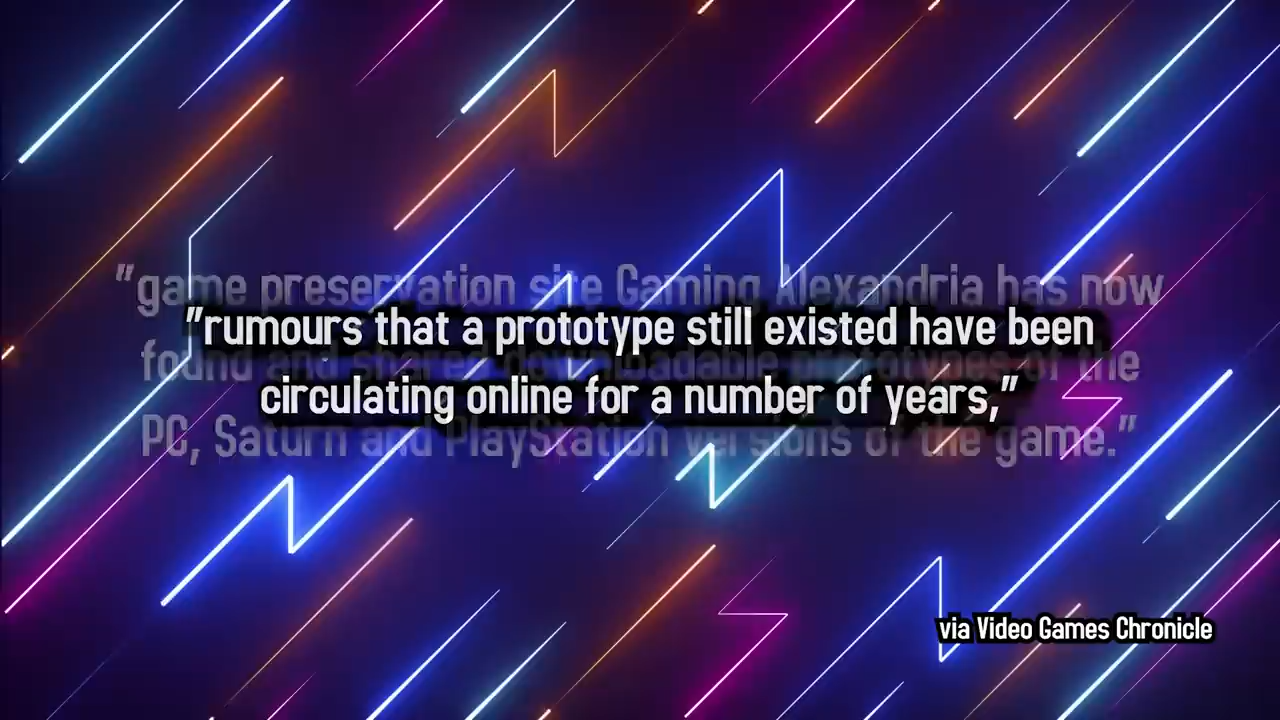 "game preservation site Gaming Alexandria has now
"rumours that a prototype still existed have been
found and shared downloadable prototypes of the
circulating online for a number of years,"
PC, Saturn and PlayStation versions of the game."
via Video Games Chronicle